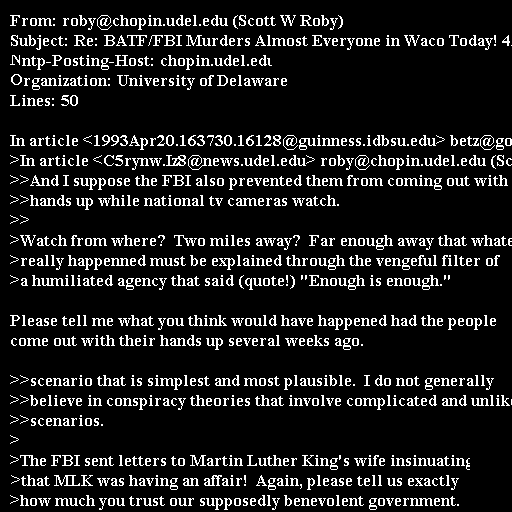 From: roby@chopin.udel.edu (Scott W Roby)
Subject: Re: BATF/FBI Murders Almost Everyone in Waco Today! 4
Nntp-Posting-Host: chopin.udel.edu
Organization: University of Delaware
Lines: 50

In article <1993Apr20.163730.16128@guinness.idbsu.edu> betz@go
>In article <C5rynw.Iz8@news.udel.edu> roby@chopin.udel.edu (Sc
>>And I suppose the FBI also prevented them from coming out with
>>hands up while national tv cameras watch.
>>
>Watch from where?  Two miles away?  Far enough away that whate
>really happenned must be explained through the vengeful filter of
>a humiliated agency that said (quote!) "Enough is enough."

Please tell me what you think would have happened had the people
come out with their hands up several weeks ago.

>>scenario that is simplest and most plausible.  I do not generally
>>believe in conspiracy theories that involve complicated and unlike
>>scenarios.
>
>The FBI sent letters to Martin Luther King's wife insinuating
>that MLK was having an affair!  Again, please tell us exactly
>how much you trust our supposedly benevolent government.